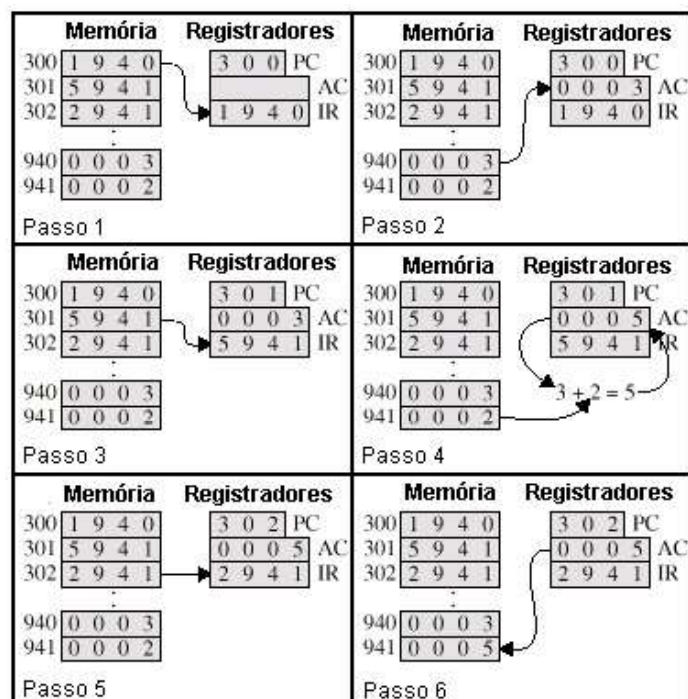 Memória Registradores
300 1 9 4 0 3 0 0 PC
301 5 9 4 1 AC
302 2 9 4 1 1 9 4 0 IR
:
940 0 0 0 3
941 0 0 0 2
Passo 1
Memória Registradores
300 1 9 4 0 3 0 0 PC
301 5 9 4 1 0 0 0 3 AC
302 2 9 4 1 1 9 4 0 IR
:
940 0 0 0 3
941 0 0 0 2
Passo 2
Memória Registradores
300 1 9 4 0 3 0 1 PC
301 5 9 4 1 0 0 0 3 AC
302 2 9 4 1 5 9 4 1 IR
:
940 0 0 0 3
941 0 0 0 2
Passo 3
Memória Registradores
300 1 9 4 0 3 0 1 PC
301 5 9 4 1 0 0 0 5 AC
302 2 9 4 1 5 9 4 1 IR
:
940 0 0 0 3 3 + 2 = 5
941 0 0 0 2
Passo 4
Memória Registradores
300 1 9 4 0 3 0 2 PC
301 5 9 4 1 0 0 0 5 AC
302 2 9 4 1 2 9 4 1 IR
:
940 0 0 0 3
941 0 0 0 2
Passo 5
Memória Registradores
300 1 9 4 0 3 0 2 PC
301 5 9 4 1 0 0 0 5 AC
302 2 9 4 1 2 9 4 1 IR
:
940 0 0 0 3
941 0 0 0 5
Passo 6